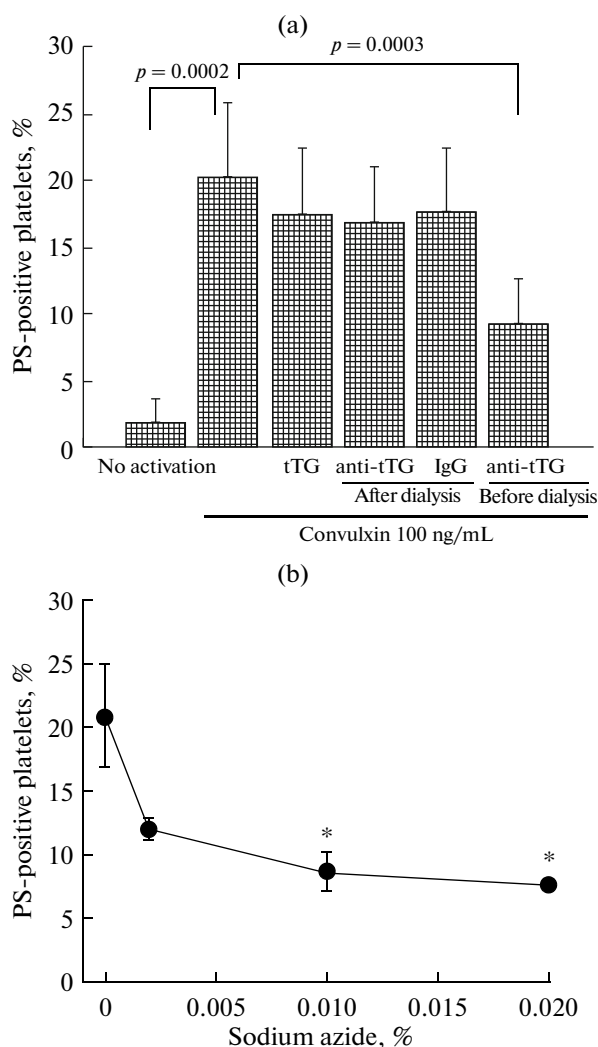 (a)
30
25
20
15
10
5
0
PS-positive platelets, %
p = 0.0002
p = 0.0003
No activation
tTG
anti-tTG
IgG
anti-tTG
After dialysis
Before dialysis
Convulxin 100 ng/mL
(b)
30
25
20
15
10
5
0
PS-positive platelets, %
*
*
0
0.005
0.010
0.015
0.020
Sodium azide, %